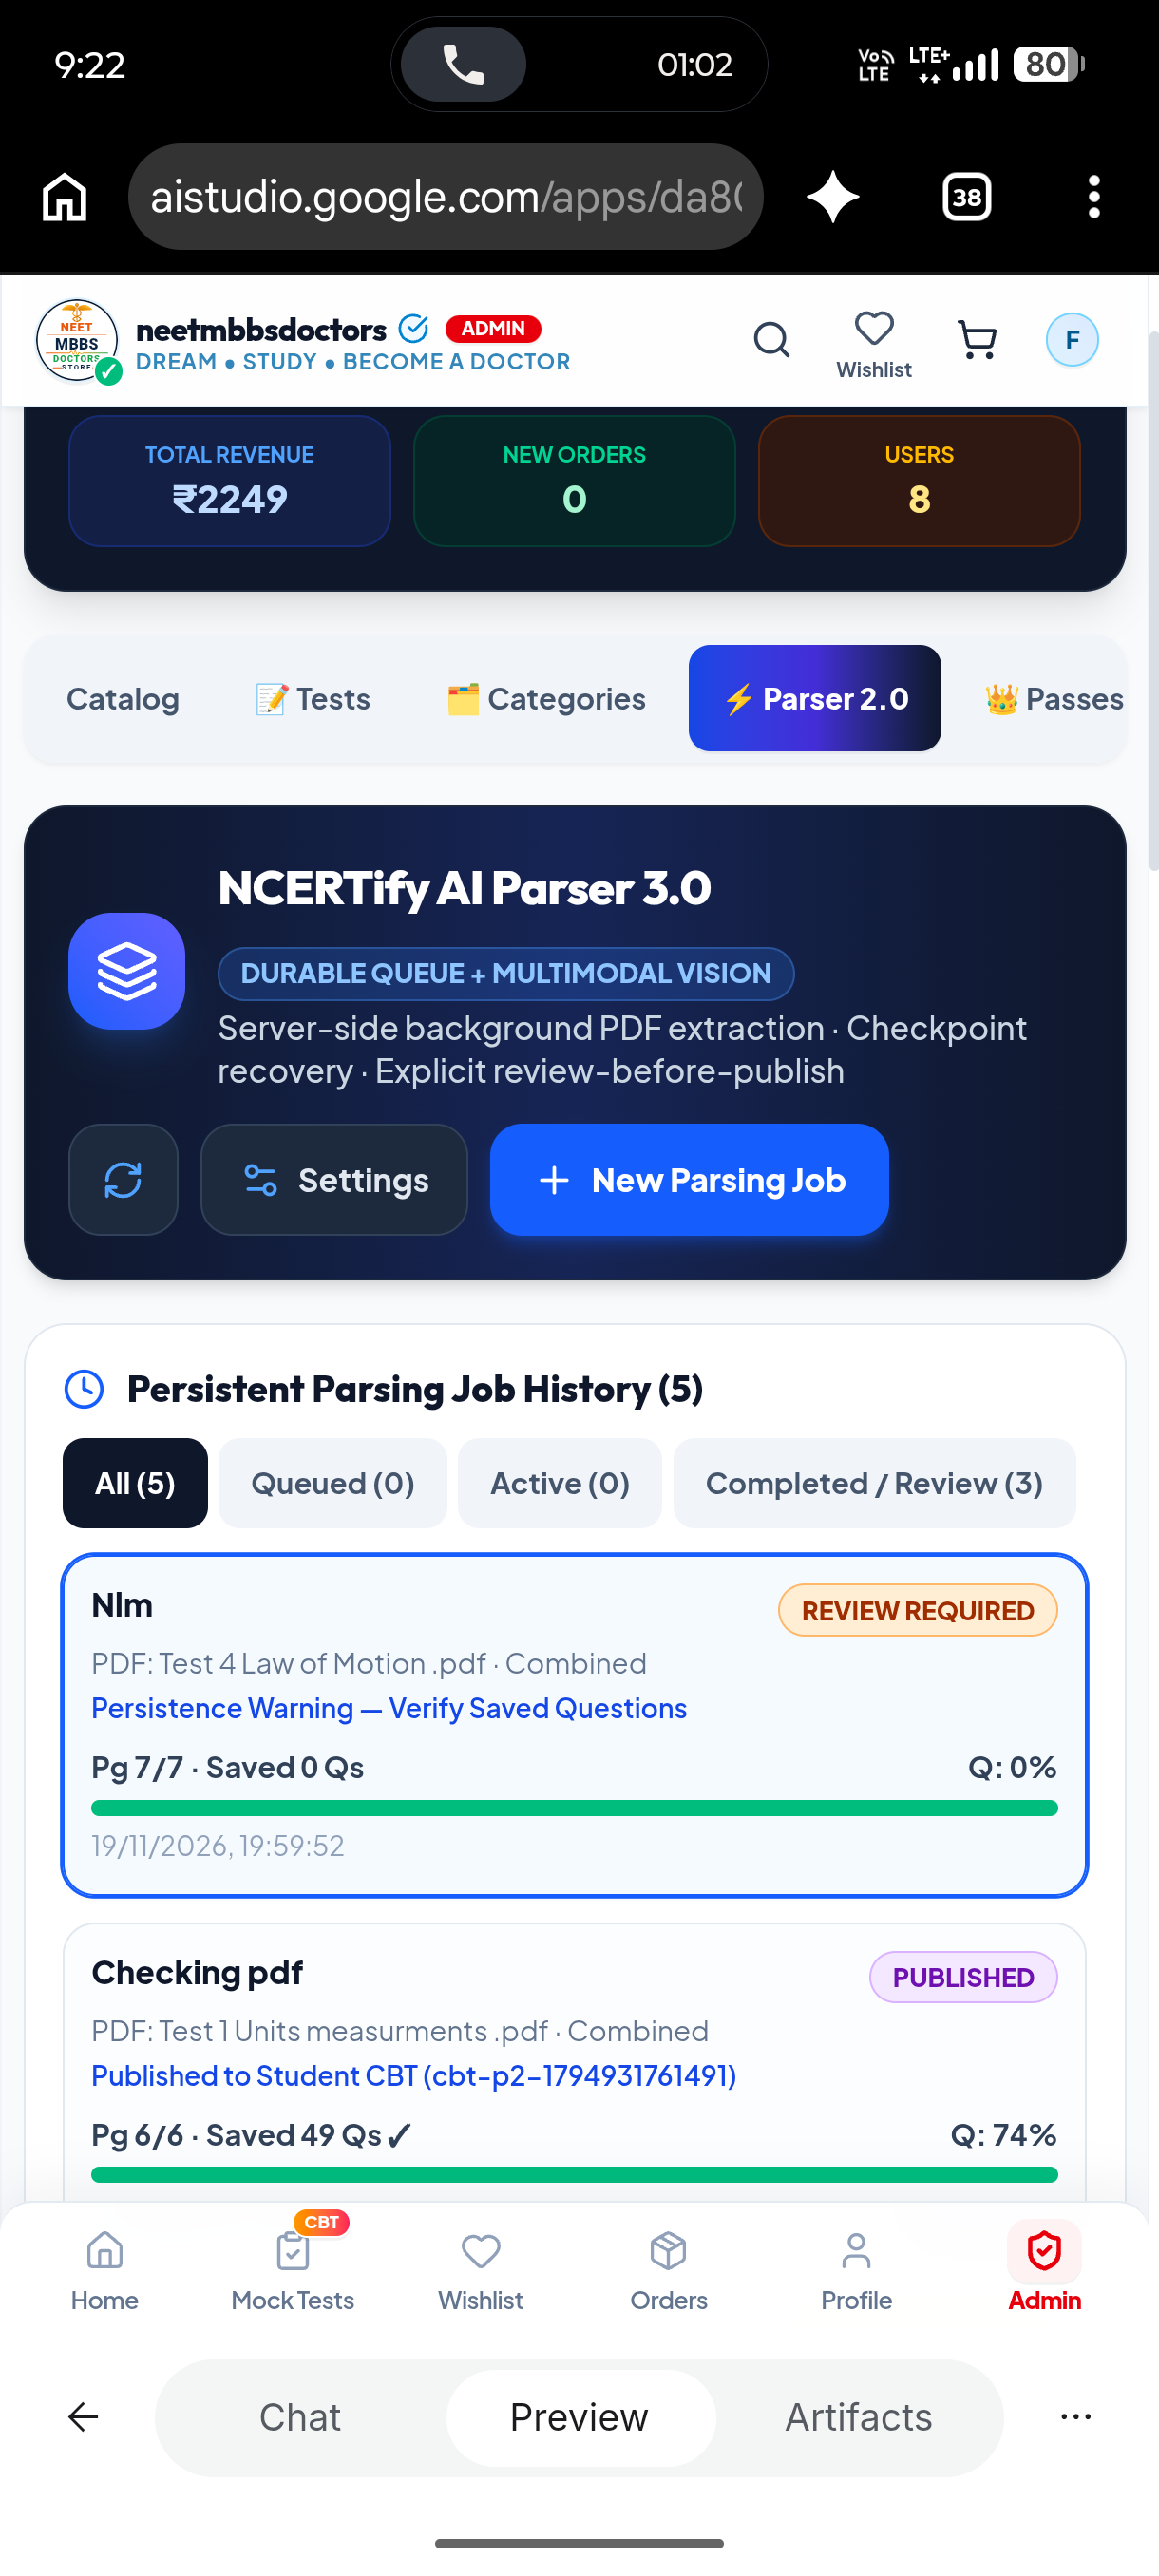 9:22
01:02
Vo LTE
LTE+
80
aistudio.google.com/apps/da8
38
NEET
MBBS
DOCTORS
STORE
neetmbbsdoctors
ADMIN
DREAM • STUDY • BECOME A DOCTOR
Wishlist
F
TOTAL REVENUE
₹2249
NEW ORDERS
0
USERS
8
Catalog
📝 Tests
🗂️ Categories
⚡ Parser 2.0
👑 Passes
NCERTify AI Parser 3.0
DURABLE QUEUE + MULTIMODAL VISION
Server-side background PDF extraction · Checkpoint
recovery · Explicit review-before-publish
Settings
+ New Parsing Job
Persistent Parsing Job History (5)
All (5)
Queued (0)
Active (0)
Completed / Review (3)
Nlm
REVIEW REQUIRED
PDF: Test 4 Law of Motion .pdf · Combined
Persistence Warning — Verify Saved Questions
Pg 7/7 · Saved 0 Qs
Q: 0%
19/11/2026, 19:59:52
Checking pdf
PUBLISHED
PDF: Test 1 Units measurments .pdf · Combined
Published to Student CBT (cbt-p2-1794931761491)
Pg 6/6 · Saved 49 Qs ✓
Q: 74%
CBT
Home
Mock Tests
Wishlist
Orders
Profile
Admin
Chat
Preview
Artifacts